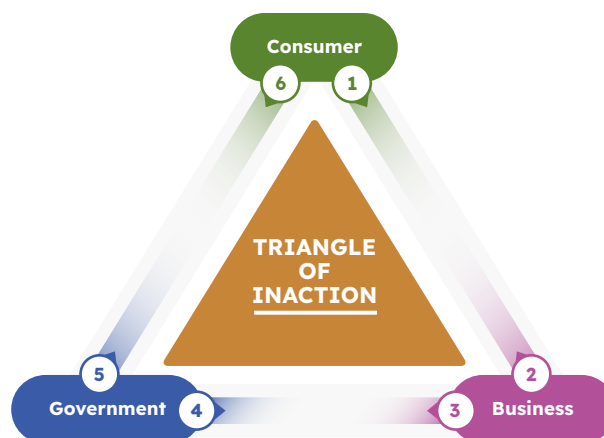 Consumer
6
1
TRIANGLE
OF
INACTION
5
2
Government
4
3
Business